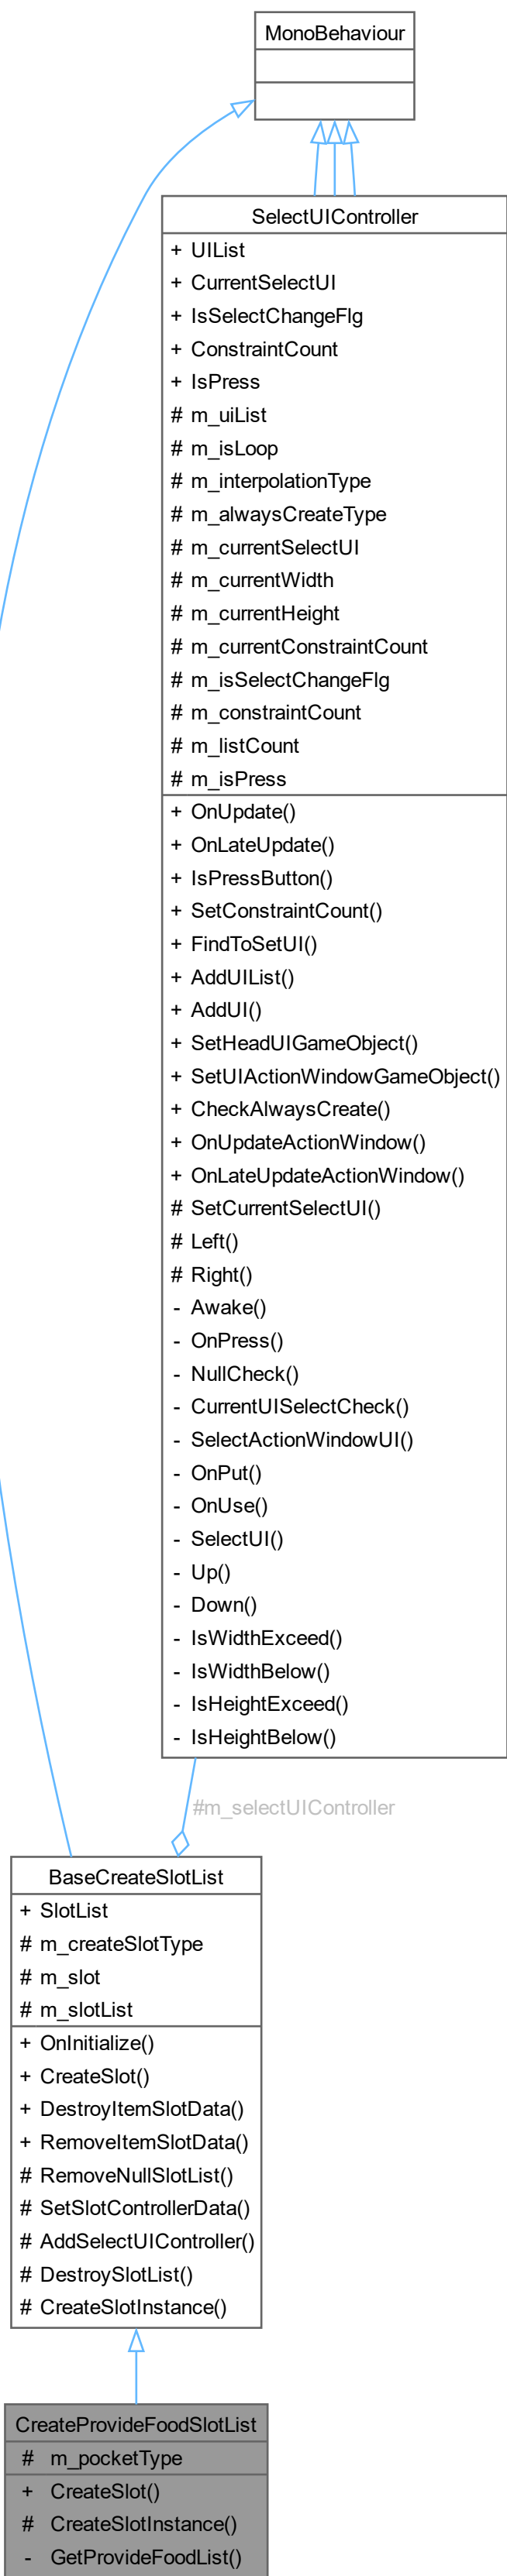 MonoBehaviour
SelectUIController
+ UIList
+ CurrentSelectUI
+ IsSelectChangeFlg
+ ConstraintCount
+ IsPress
# m_uiList
# m_isLoop
# m_interpolationType
# m_alwaysCreateType
# m_currentSelectUI
# m_currentWidth
# m_currentHeight
# m_currentConstraintCount
# m_isSelectChangeFlg
# m_constraintCount
# m_listCount
# m_isPress
+ OnUpdate()
+ OnLateUpdate()
+ IsPressButton()
+ SetConstraintCount()
+ FindToSetUI()
+ AddUIList()
+ AddUI()
+ SetHeadUIGameObject()
+ SetUIActionWindowGameObject()
+ CheckAlwaysCreate()
+ OnUpdateActionWindow()
+ OnLateUpdateActionWindow()
# SetCurrentSelectUI()
# Left()
# Right()
- Awake()
- OnPress()
- NullCheck()
- CurrentUISelectCheck()
- SelectActionWindowUI()
- OnPut()
- OnUse()
- SelectUI()
- Up()
- Down()
- IsWidthExceed()
- IsWidthBelow()
- IsHeightExceed()
- IsHeightBelow()
#m_selectUIController
BaseCreateSlotList
+ SlotList
# m_createSlotType
# m_slot
# m_slotList
+ OnInitialize()
+ CreateSlot()
+ DestroyItemSlotData()
+ RemoveItemSlotData()
# RemoveNullSlotList()
# SetSlotControllerData()
# AddSelectUIController()
# DestroySlotList()
# CreateSlotInstance()
CreateProvideFoodSlotList
# m_pocketType
+ CreateSlot()
# CreateSlotInstance()
- GetProvideFoodList()